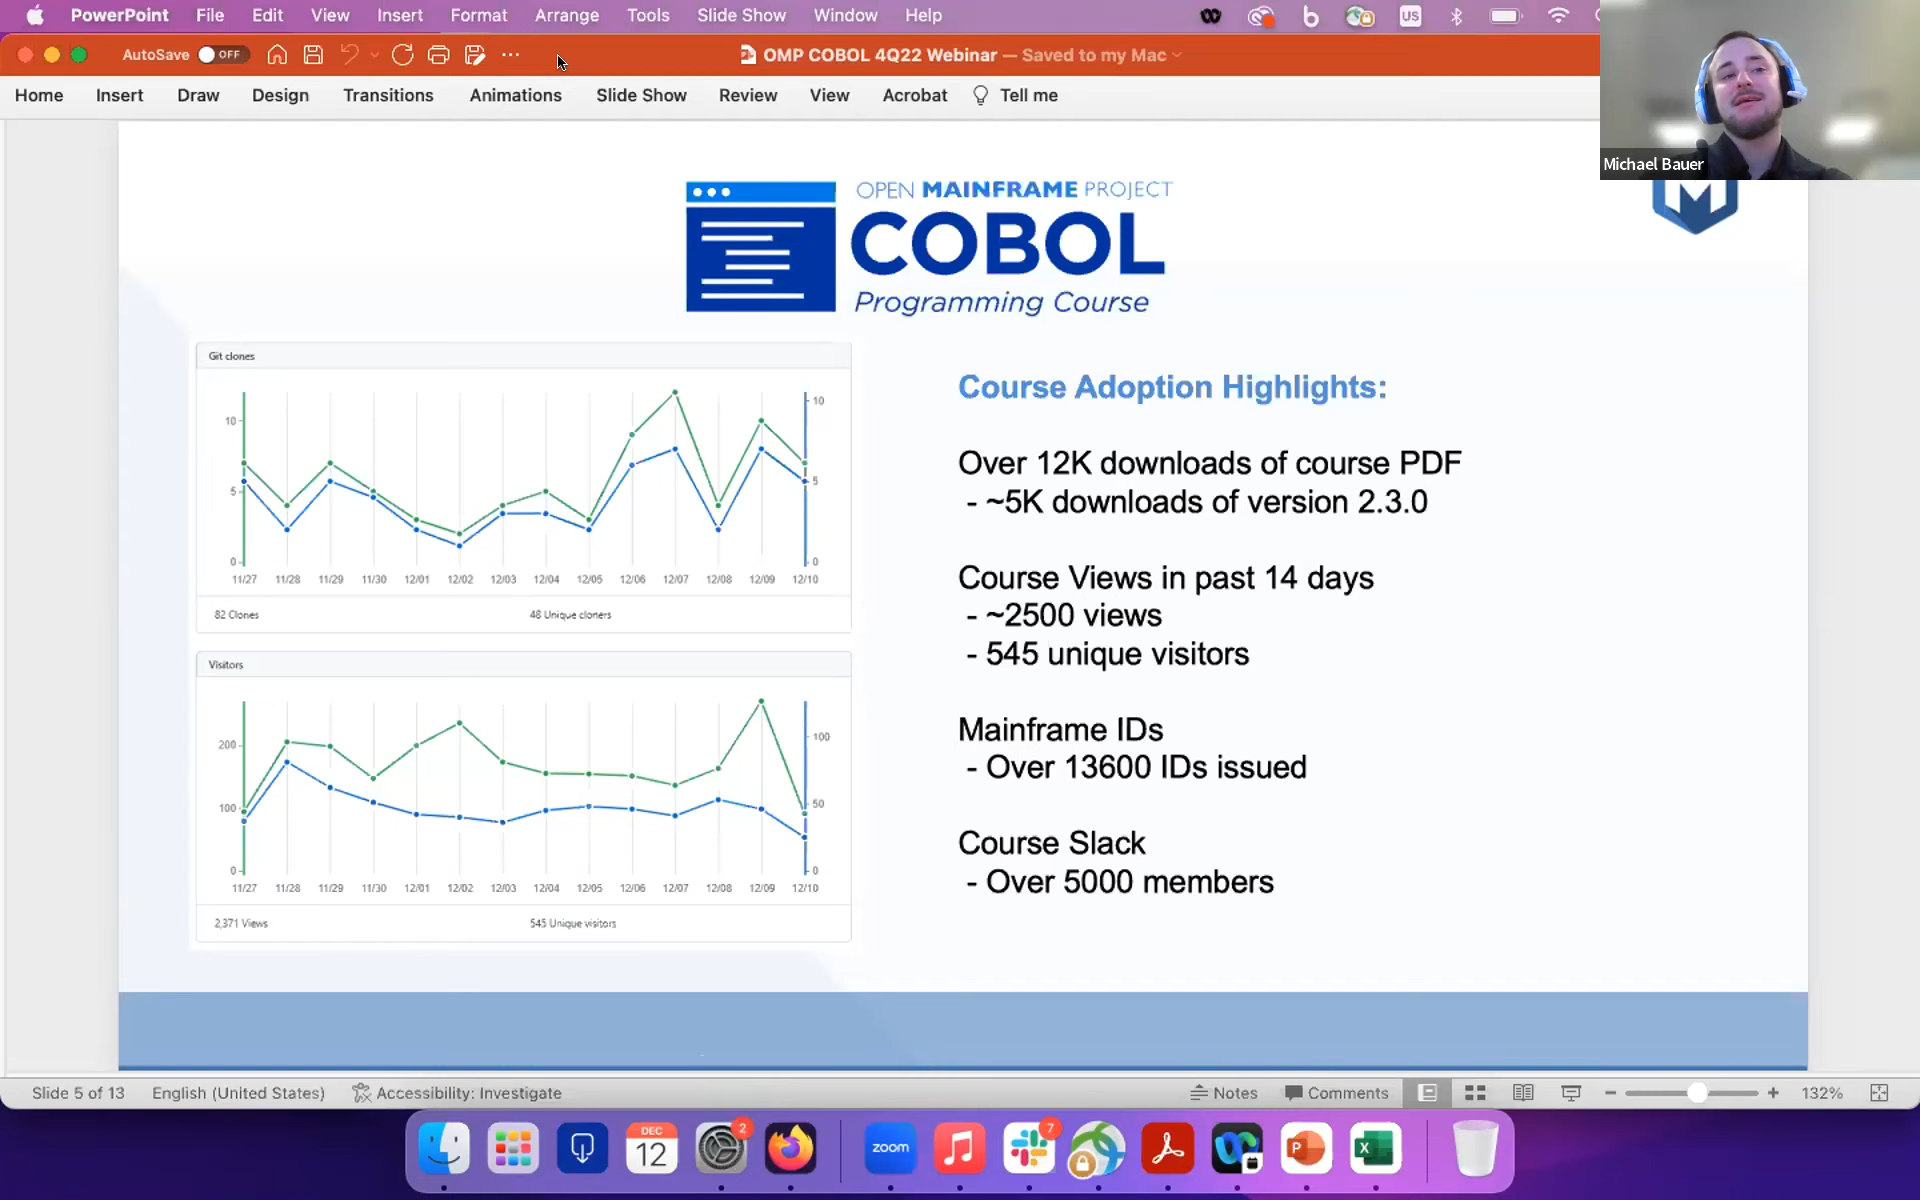 PowerPoint File Edit View Insert Format Arrange Tools Slide Show Window Help
US
AutoSave OFF
OMP COBOL 4Q22 Webinar — Saved to my Mac
Home Insert Draw Design Transitions Animations Slide Show Review View Acrobat Tell me
Michael Bauer
OPEN MAINFRAME PROJECT
COBOL
Programming Course
Git clones
10
5
0
10
5
0
11/27 11/28 11/29 11/30 12/01 12/02 12/03 12/04 12/05 12/06 12/07 12/08 12/09 12/10
82 Clones
48 Unique cloners
Visitors
200
100
0
100
50
0
11/27 11/28 11/29 11/30 12/01 12/02 12/03 12/04 12/05 12/06 12/07 12/08 12/09 12/10
2,371 Views
545 Unique visitors
Course Adoption Highlights:
Over 12K downloads of course PDF
- ~5K downloads of version 2.3.0
Course Views in past 14 days
- ~2500 views
- 545 unique visitors
Mainframe IDs
- Over 13600 IDs issued
Course Slack
- Over 5000 members
Slide 5 of 13 English (United States) Accessibility: Investigate
Notes Comments 132%
DEC
12
2
zoom
7
P
X